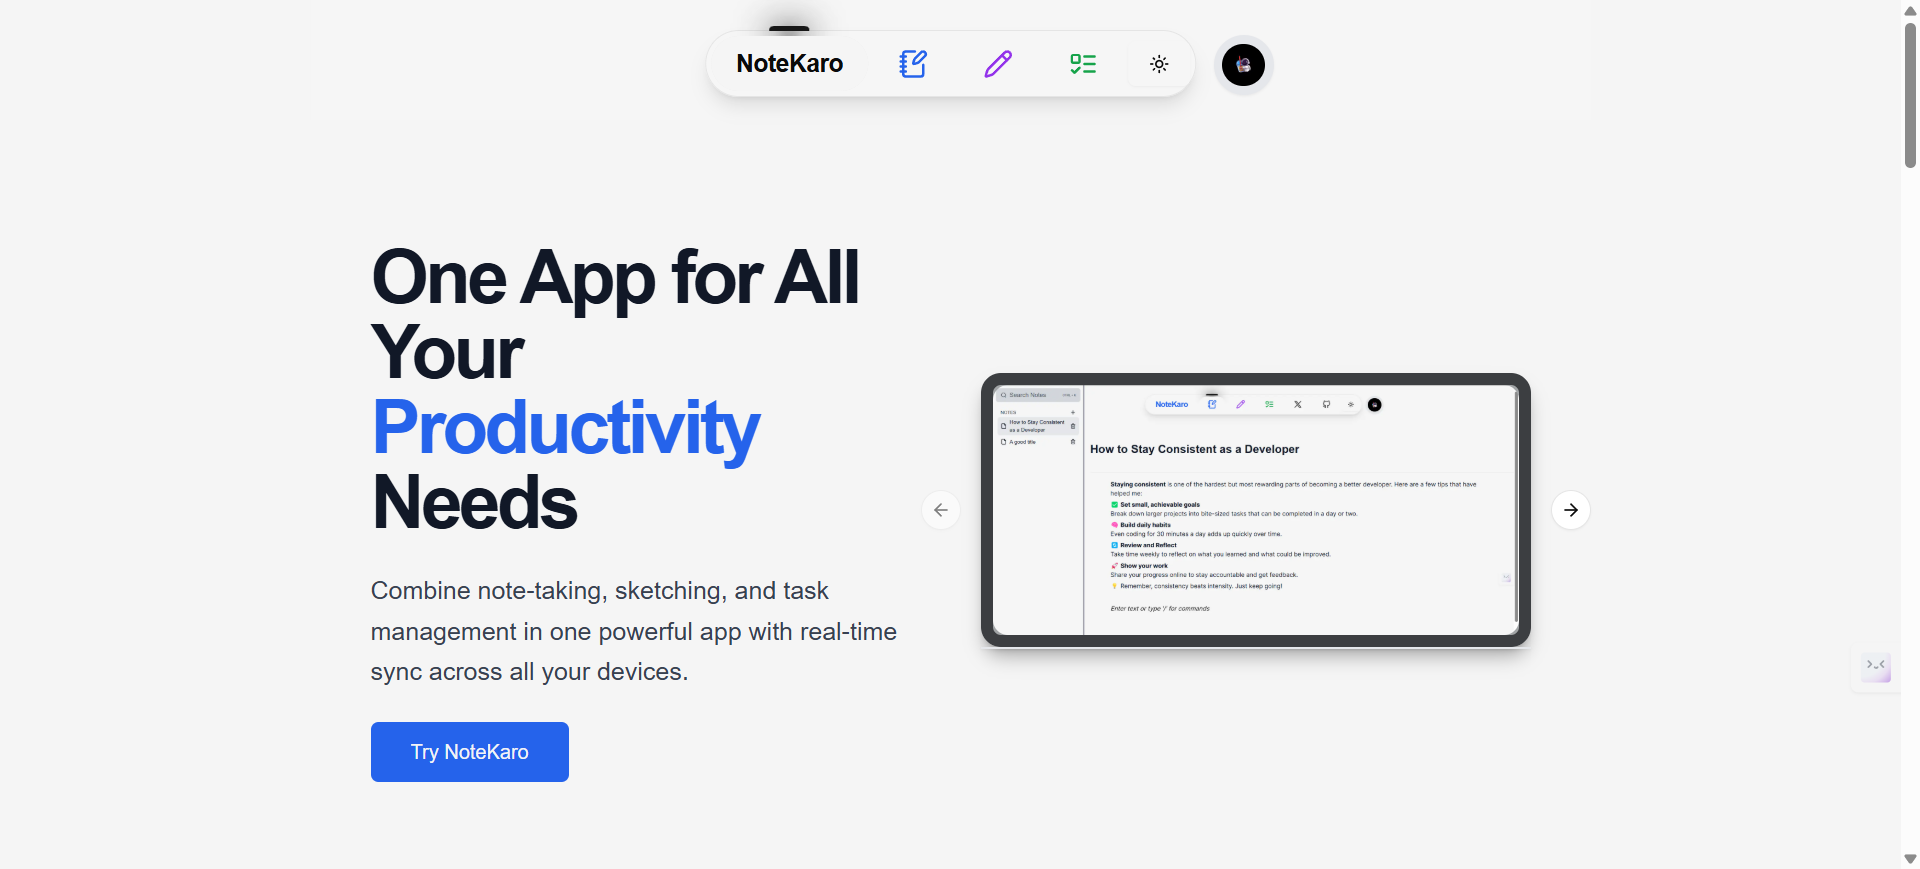 NoteKaro
One App for All
Your
Productivity
Needs
Combine note-taking, sketching, and task
management in one powerful app with real-time
sync across all your devices.
Try NoteKaro
Search Notes
NoteKaro
NOTES
How to Stay Consistent
as a Developer
A good title
How to Stay Consistent as a Developer
Staying consistent is one of the hardest but most rewarding parts of becoming a better developer. Here are a few tips that have
helped me:
✅ Set small, achievable goals
Break down larger projects into bite-sized tasks that can be completed in a day or two.
🧠 Build daily habits
Even coding for 30 minutes a day adds up quickly over time.
Review and Reflect
Take time weekly to reflect on what you learned and what could be improved.
🚀 Show your work
Share your progress online to stay accountable and get feedback.
💡 Remember, consistency beats intensity. Just keep going!
Enter text or type '/' for commands